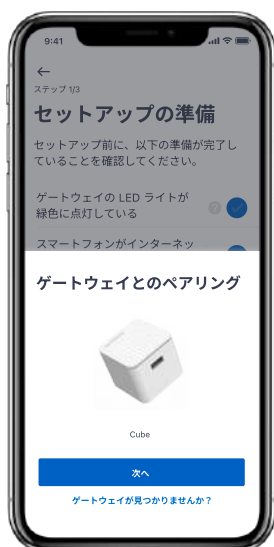 9:41
ステップ 1/3
セットアップの準備
セットアップ前に、以下の準備が完了し
ていることを確認してください。
ゲートウェイの LED ライトが
緑色に点灯している
スマートフォンがインターネッ
ゲートウェイとのペアリング
Cube
次へ
ゲートウェイが見つかりませんか？